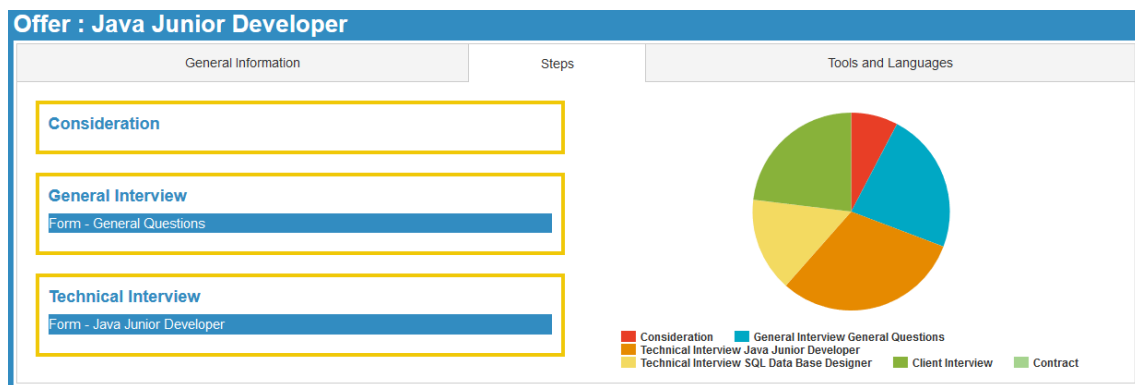 Offer : Java Junior Developer
General Information
Steps
Tools and Languages
Consideration
General Interview
Form - General Questions
Technical Interview
Form - Java Junior Developer
Consideration
General Interview General Questions
Technical Interview Java Junior Developer
Technical Interview SQL Data Base Designer
Client Interview
Contract